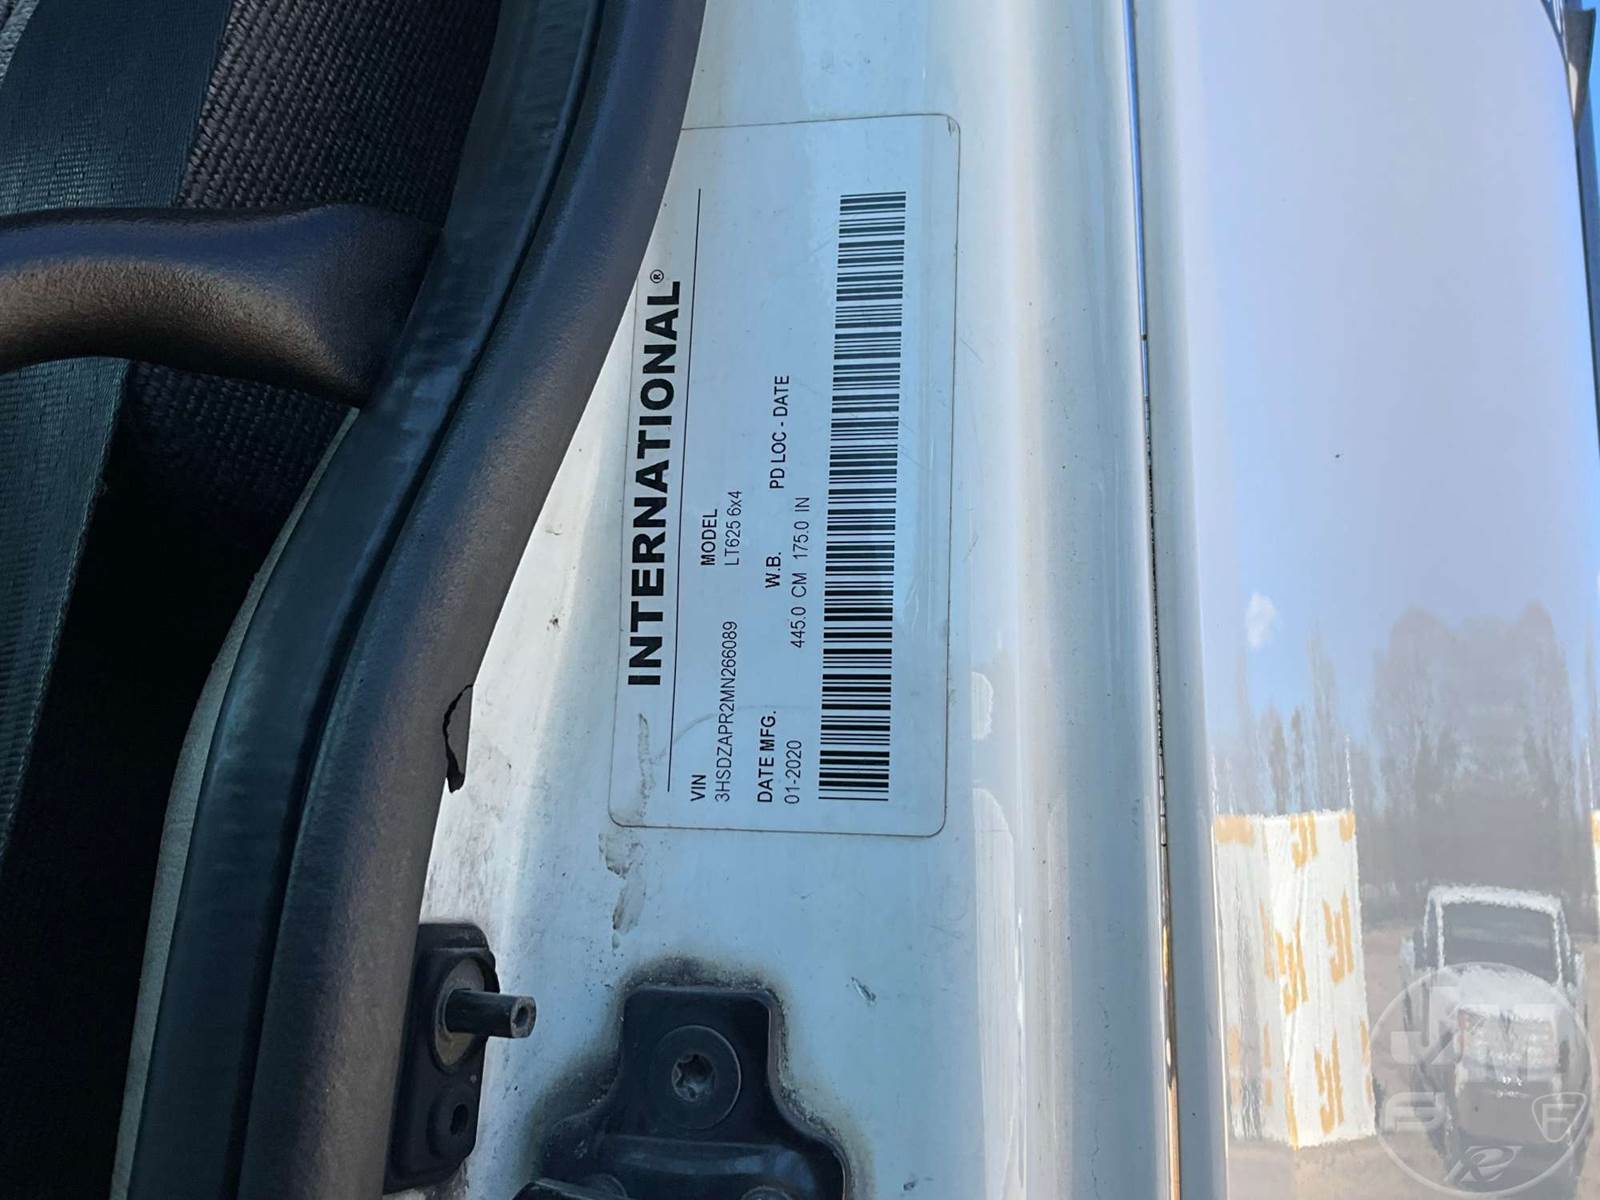 INTERNATIONAL®
VIN
3HSDZAPR2MN266089
MODEL
LT625 6x4
DATE MFG.
01-2020
W.B.
445.0 CM 175.0 IN
PD LOC - DATE